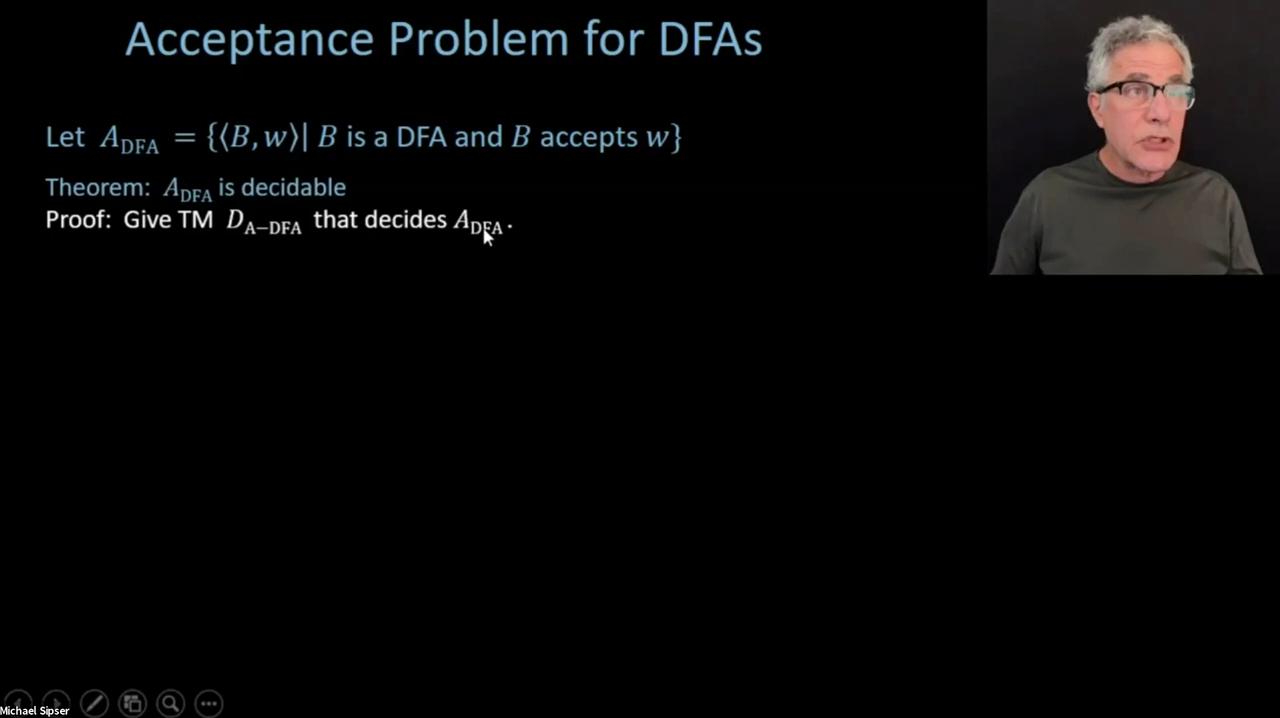 Acceptance Problem for DFAs
Let A_DFA = {⟨B, w⟩| B is a DFA and B accepts w}
Theorem: A_DFA is decidable
Proof: Give TM D_A−DFA that decides A_DFA.
Michael Sipser